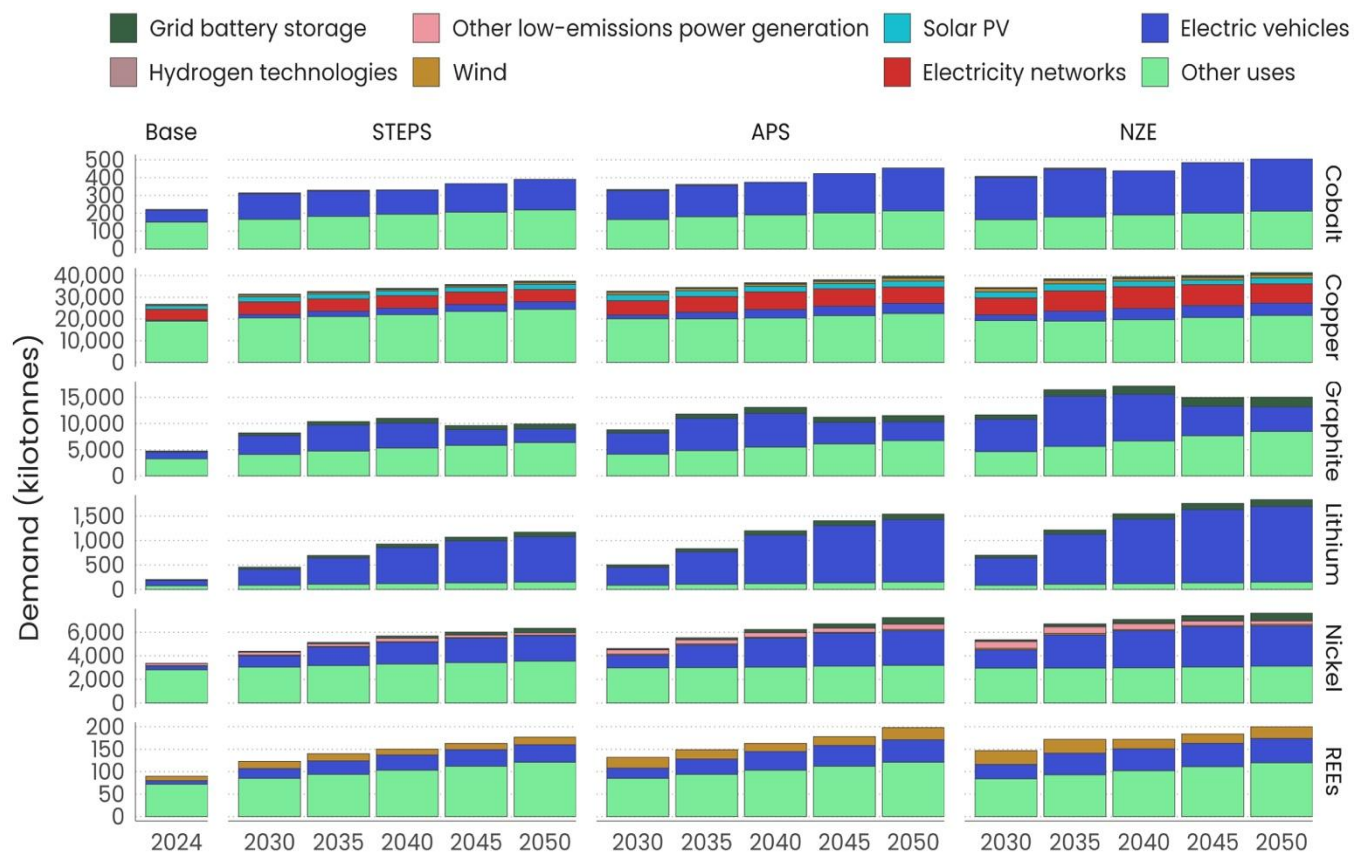 Grid battery storage Other low-emissions power generation Solar PV Electric vehicles
Hydrogen technologies Wind Electricity networks Other uses
Base STEPS APS NZE
Demand (kilotonnes)
500
400
300
200
100
0
Cobalt
40,000
30,000
20,000
10,000
0
Copper
15,000
10,000
5,000
0
Graphite
1,500
1,000
500
0
Lithium
6,000
4,000
2,000
0
Nickel
200
150
100
50
0
REEs
2024 2030 2035 2040 2045 2050 2030 2035 2040 2045 2050 2030 2035 2040 2045 2050